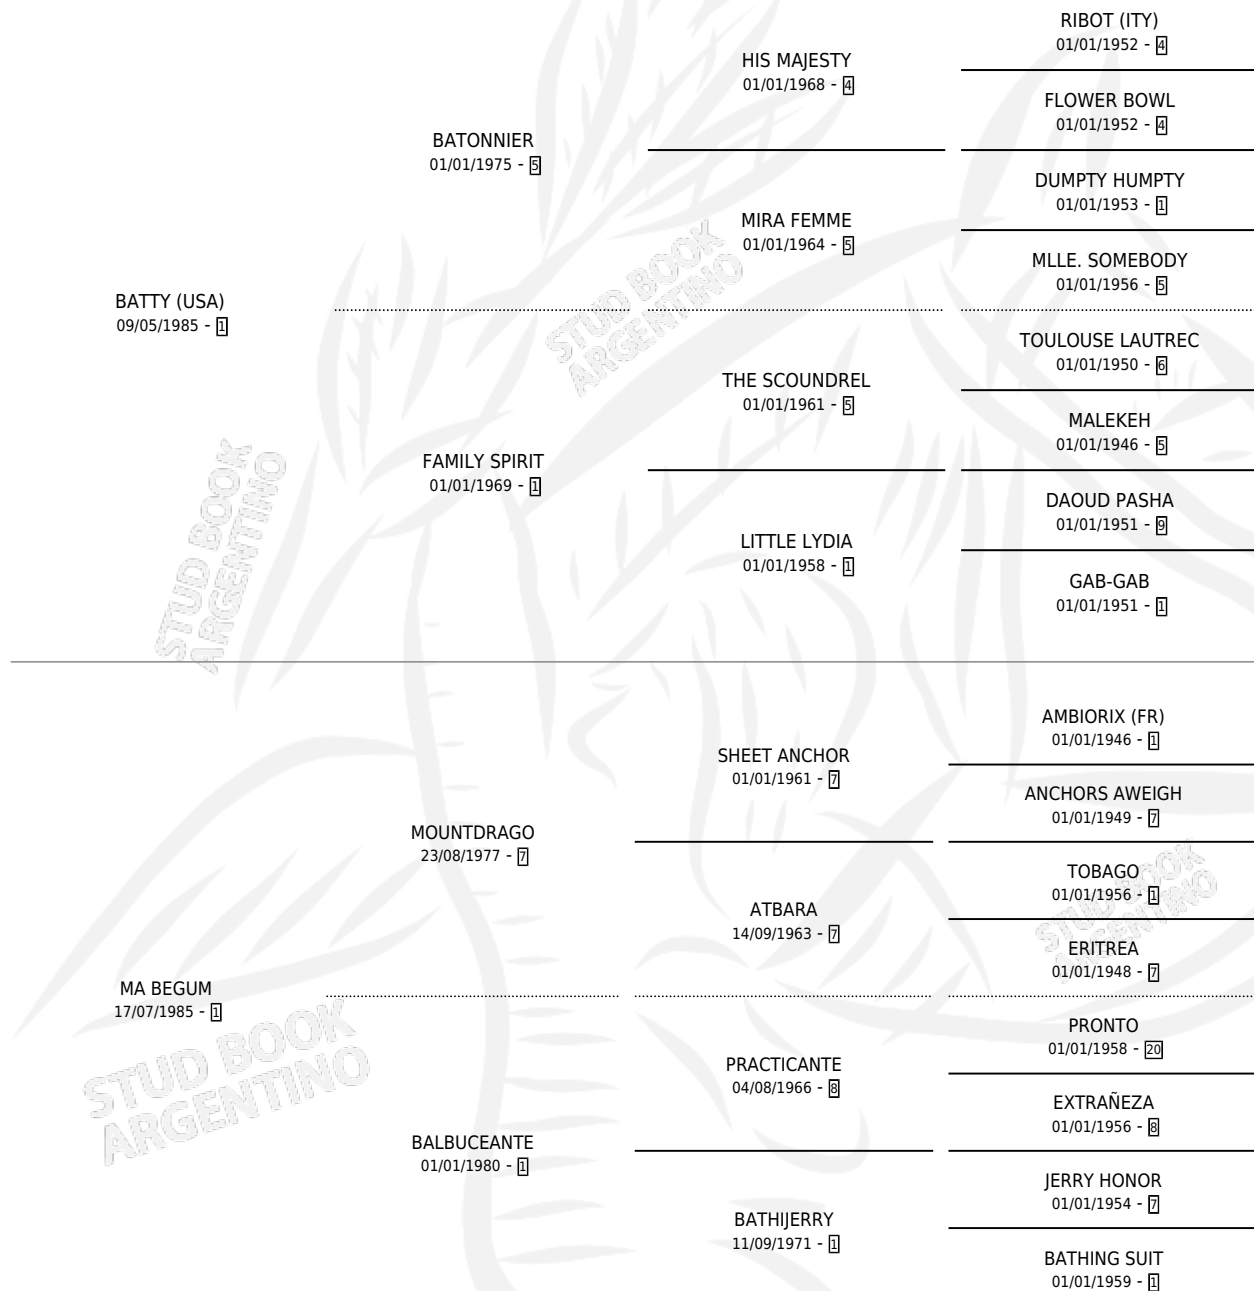 RIBOT (ITY)
01/01/1952 - 4
HIS MAJESTY
01/01/1968 - 4
FLOWER BOWL
01/01/1952 - 4
BATONNIER
01/01/1975 - 5
DUMPTY HUMPTY
01/01/1953 - 1
MIRA FEMME
01/01/1964 - 5
MLLE. SOMEBODY
01/01/1956 - 5
BATTY (USA)
09/05/1985 - 1
STUD BOOK
ARGENTINO
TOULOUSE LAUTREC
01/01/1950 - 6
THE SCOUNDREL
01/01/1961 - 5
MALEKEH
01/01/1946 - 5
FAMILY SPIRIT
01/01/1969 - 1
DAOUD PASHA
01/01/1951 - 9
LITTLE LYDIA
01/01/1958 - 1
GAB-GAB
01/01/1951 - 1
STUD BOOK
ARGENTINO
AMBIORIX (FR)
01/01/1946 - 1
SHEET ANCHOR
01/01/1961 - 7
ANCHORS AWEIGH
01/01/1949 - 7
MOUNTDRAGO
23/08/1977 - 7
TOBAGO
01/01/1956 - 1
ATBARA
14/09/1963 - 7
STUD BOOK
ARGENTINO
ERITREA
01/01/1948 - 7
MA BEGUM
17/07/1985 - 1
STUD BOOK
ARGENTINO
PRONTO
01/01/1958 - 20
PRACTICANTE
04/08/1966 - 8
EXTRAÑEZA
01/01/1956 - 8
BALBUCEANTE
01/01/1980 - 1
JERRY HONOR
01/01/1954 - 7
BATHIJERRY
11/09/1971 - 1
BATHING SUIT
01/01/1959 - 1